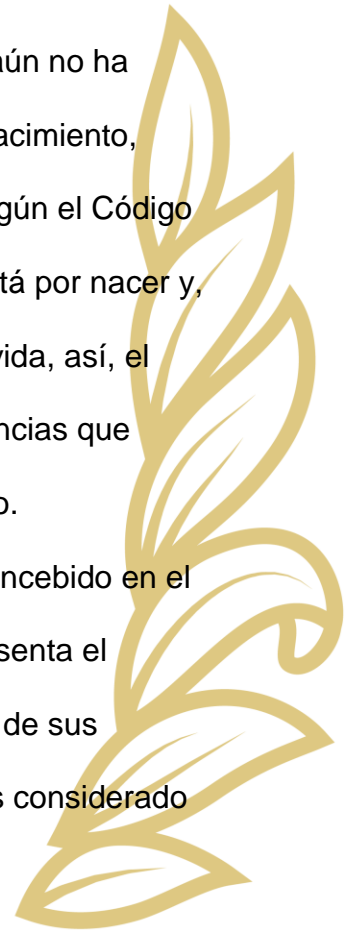 aún no ha
acimiento,
gún el Código
tá por nacer y,
vida, así, el
ncias que
o.
ncebido en el
senta el
de sus
s considerado